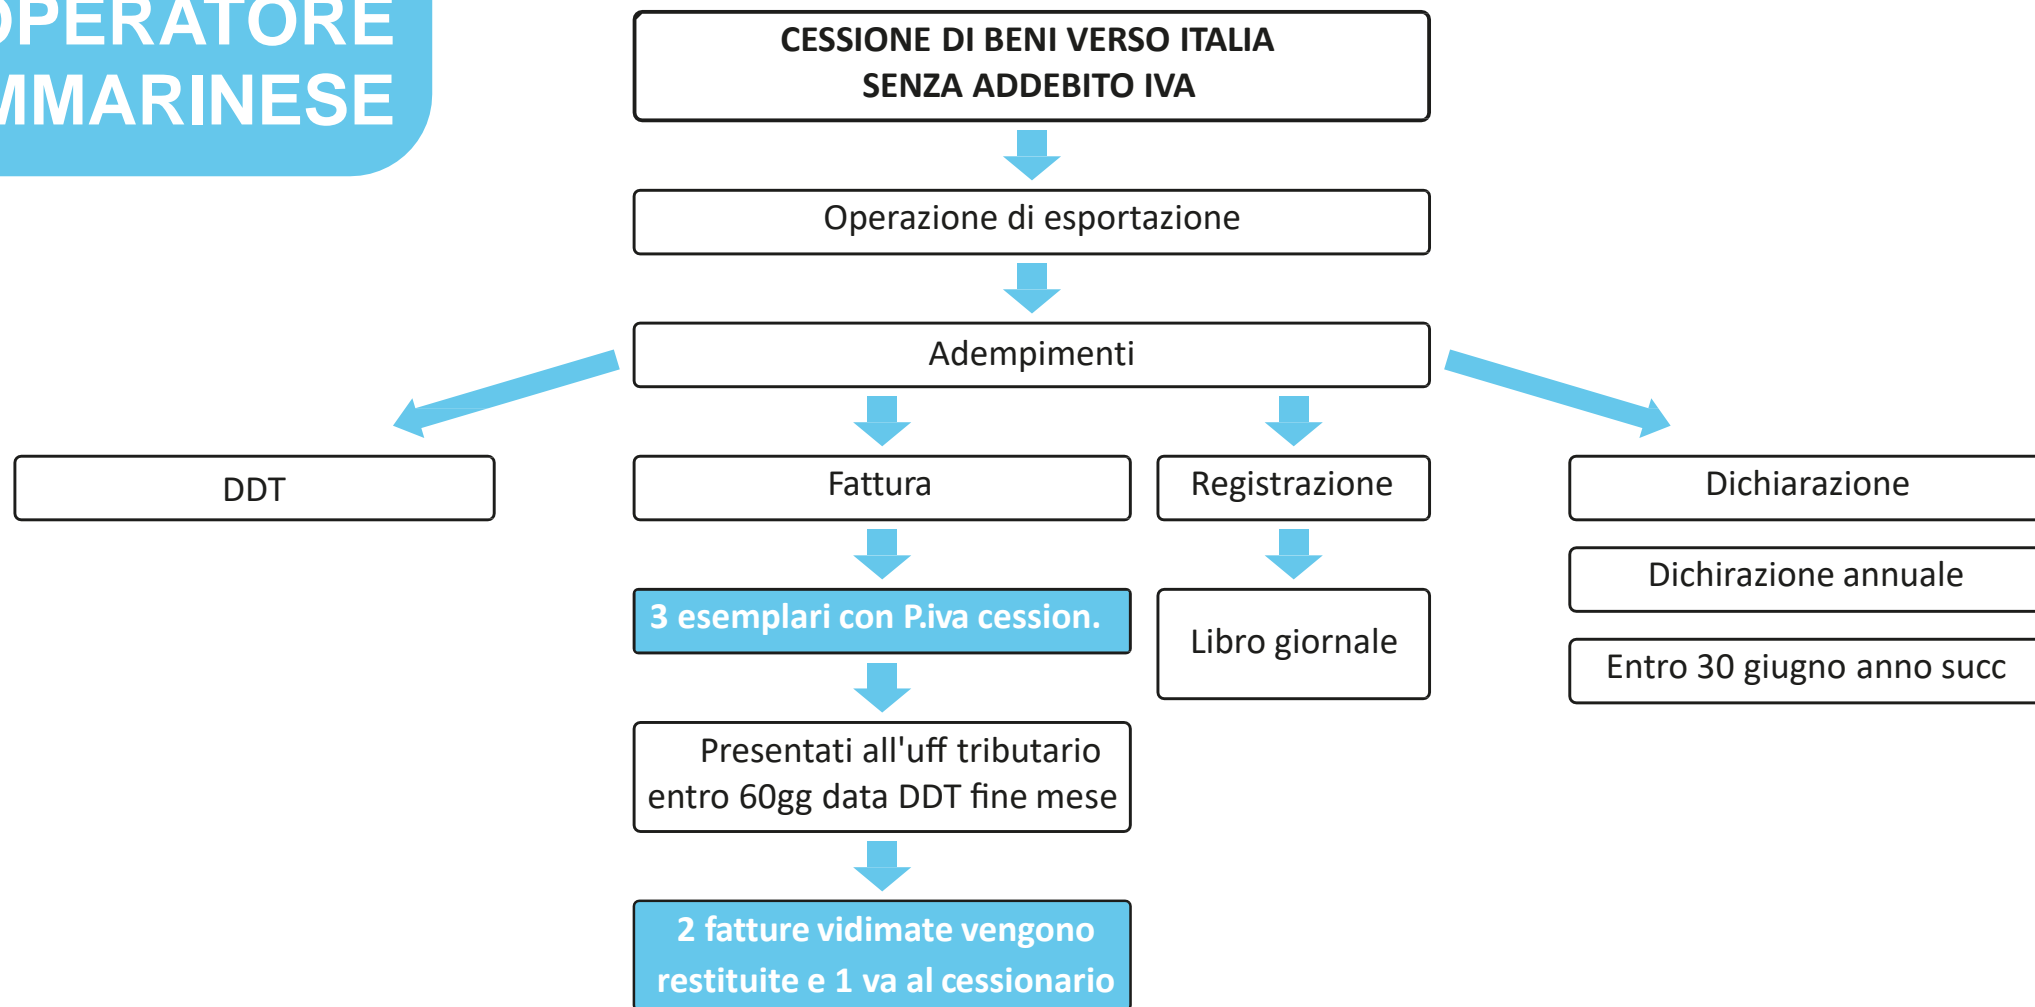 OPERATORE
MMARINESE
CESSIONE DI BENI VERSO ITALIA
SENZA ADDEBITO IVA
Operazione di esportazione
Adempimenti
DDT
Fattura
Registrazione
Dichiarazione
Dichirazione annuale
3 esemplari con P.iva cession.
Libro giornale
Entro 30 giugno anno succ
Presentati all'uff tributario
entro 60gg data DDT fine mese
2 fatture vidimate vengono
restituite e 1 va al cessionario